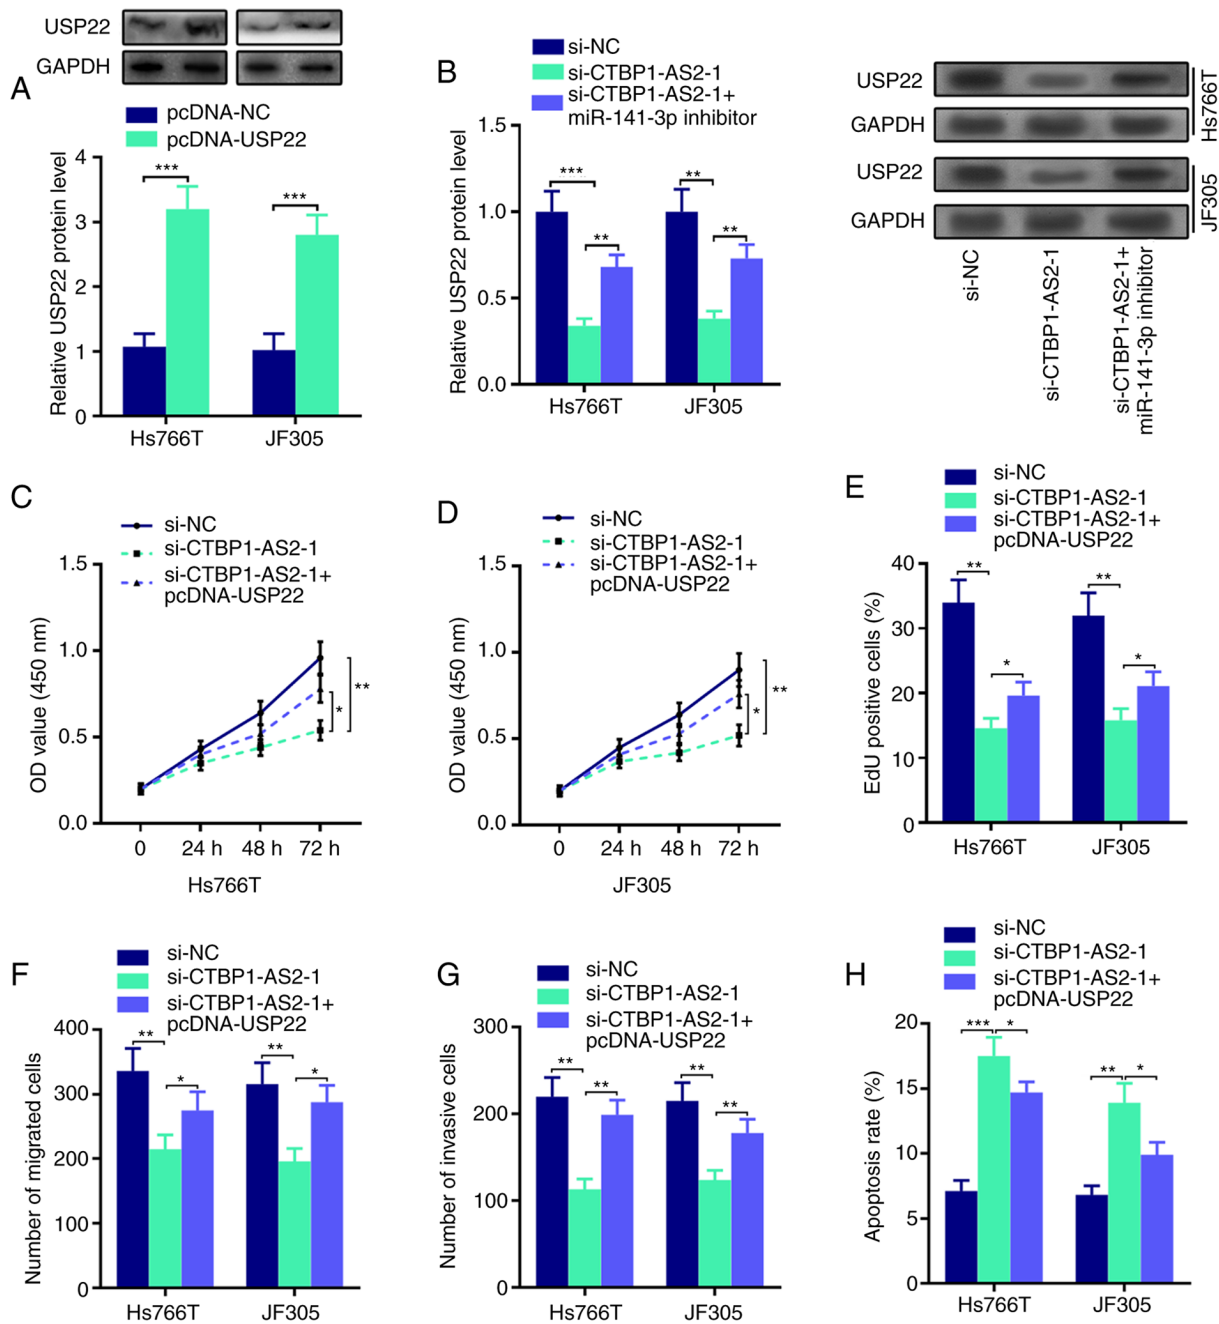 USP22
GAPDH
A
pcDNA-NC
pcDNA-USP22
Relative USP22 protein level
4
3
2
1
0
***
***
Hs766T
JF305
B
si-NC
si-CTBP1-AS2-1
si-CTBP1-AS2-1+
miR-141-3p inhibitor
Relative USP22 protein level
1.5
1.0
0.5
0.0
***
**
**
**
Hs766T
JF305
USP22
GAPDH
USP22
GAPDH
Hs766T
JF305
si-NC
si-CTBP1-AS2-1
si-CTBP1-AS2-1+
miR-141-3p inhibitor
C
si-NC
si-CTBP1-AS2-1
si-CTBP1-AS2-1+
pcDNA-USP22
OD value (450 nm)
1.5
1.0
0.5
0.0
*
**
0
24 h
48 h
72 h
Hs766T
D
si-NC
si-CTBP1-AS2-1
si-CTBP1-AS2-1+
pcDNA-USP22
OD value (450 nm)
1.5
1.0
0.5
0.0
*
**
0
24 h
48 h
72 h
JF305
E
si-NC
si-CTBP1-AS2-1
si-CTBP1-AS2-1+
pcDNA-USP22
EdU positive cells (%)
40
30
20
10
0
**
*
**
*
Hs766T
JF305
F
si-NC
si-CTBP1-AS2-1
si-CTBP1-AS2-1+
pcDNA-USP22
Number of migrated cells
400
300
200
100
0
**
*
**
*
Hs766T
JF305
G
si-NC
si-CTBP1-AS2-1
si-CTBP1-AS2-1+
pcDNA-USP22
Number of invasive cells
300
200
100
0
**
**
**
**
Hs766T
JF305
H
si-NC
si-CTBP1-AS2-1
si-CTBP1-AS2-1+
pcDNA-USP22
Apoptosis rate (%)
20
15
10
5
0
***
*
**
*
Hs766T
JF305